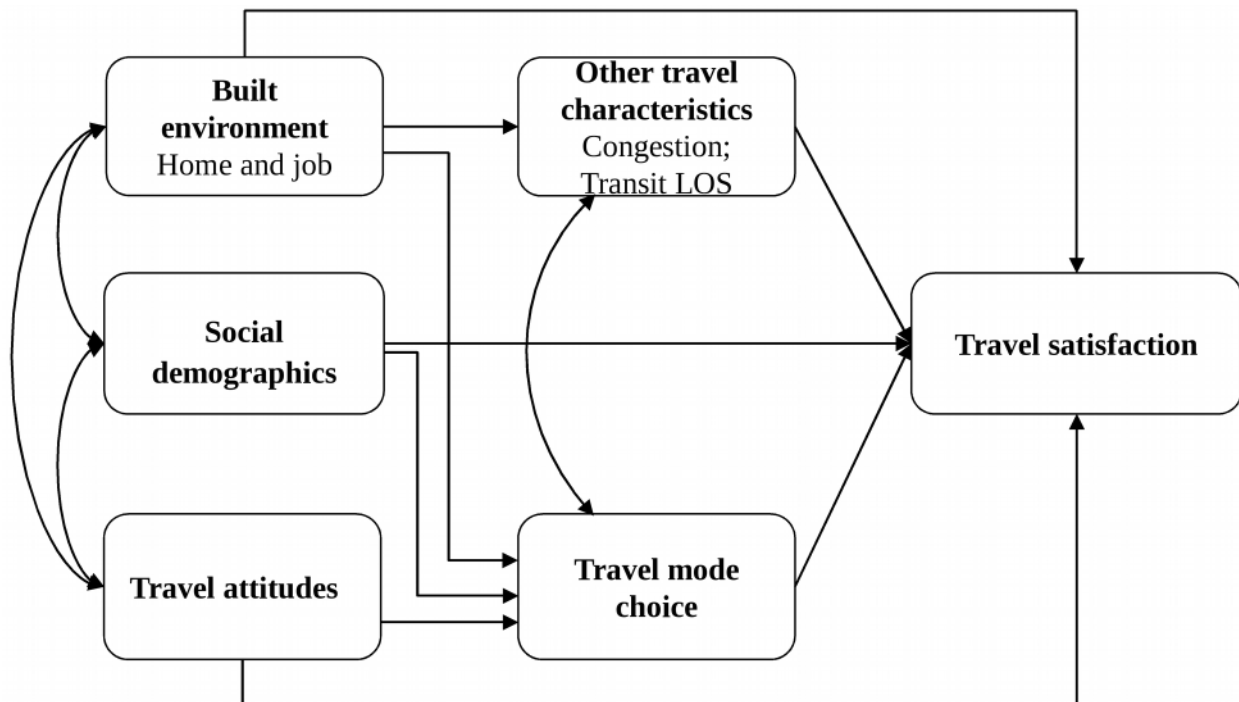 Built
environment
Home and job
Other travel
characteristics
Congestion;
Transit LOS
Social
demographics
Travel satisfaction
Travel attitudes
Travel mode
choice